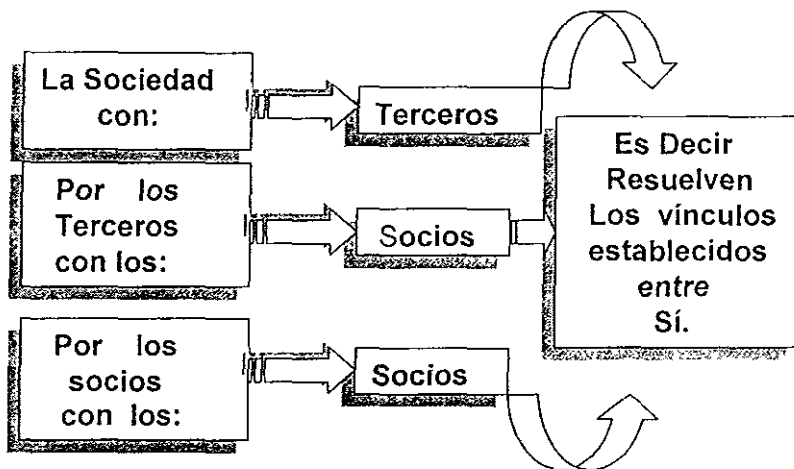 La Sociedad
con:
Terceros
Por los
Terceros
con los:
Socios
Por los
socios
con los:
Socios
Es Decir
Resuelven
Los vínculos
establecidos
entre
Sí.